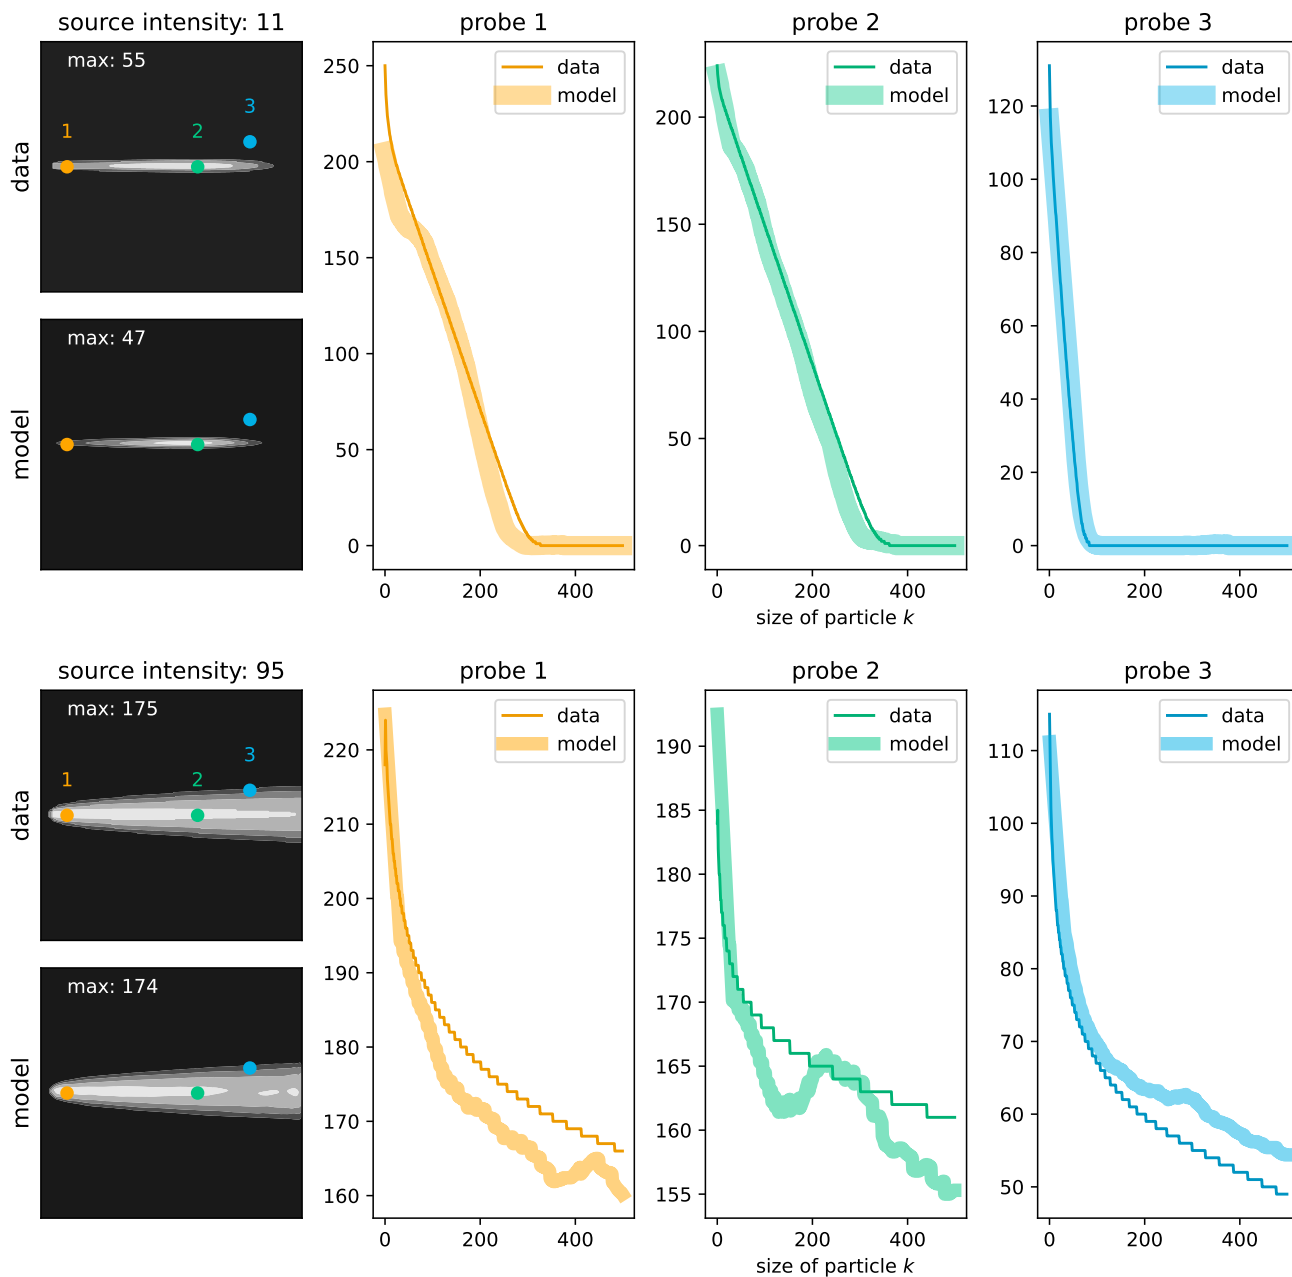 source intensity: 11
probe 1
probe 2
probe 3
data
max: 55
1
2
3
model
max: 47
data
model
250
200
150
100
50
0
0
200
400
data
model
200
150
100
50
0
0
200
400
size of particle k
data
model
120
100
80
60
40
20
0
0
200
400
source intensity: 95
probe 1
probe 2
probe 3
data
max: 175
1
2
3
model
max: 174
data
model
220
210
200
190
180
170
160
0
200
400
data
model
190
185
180
175
170
165
160
155
0
200
400
size of particle k
data
model
110
100
90
80
70
60
50
0
200
400